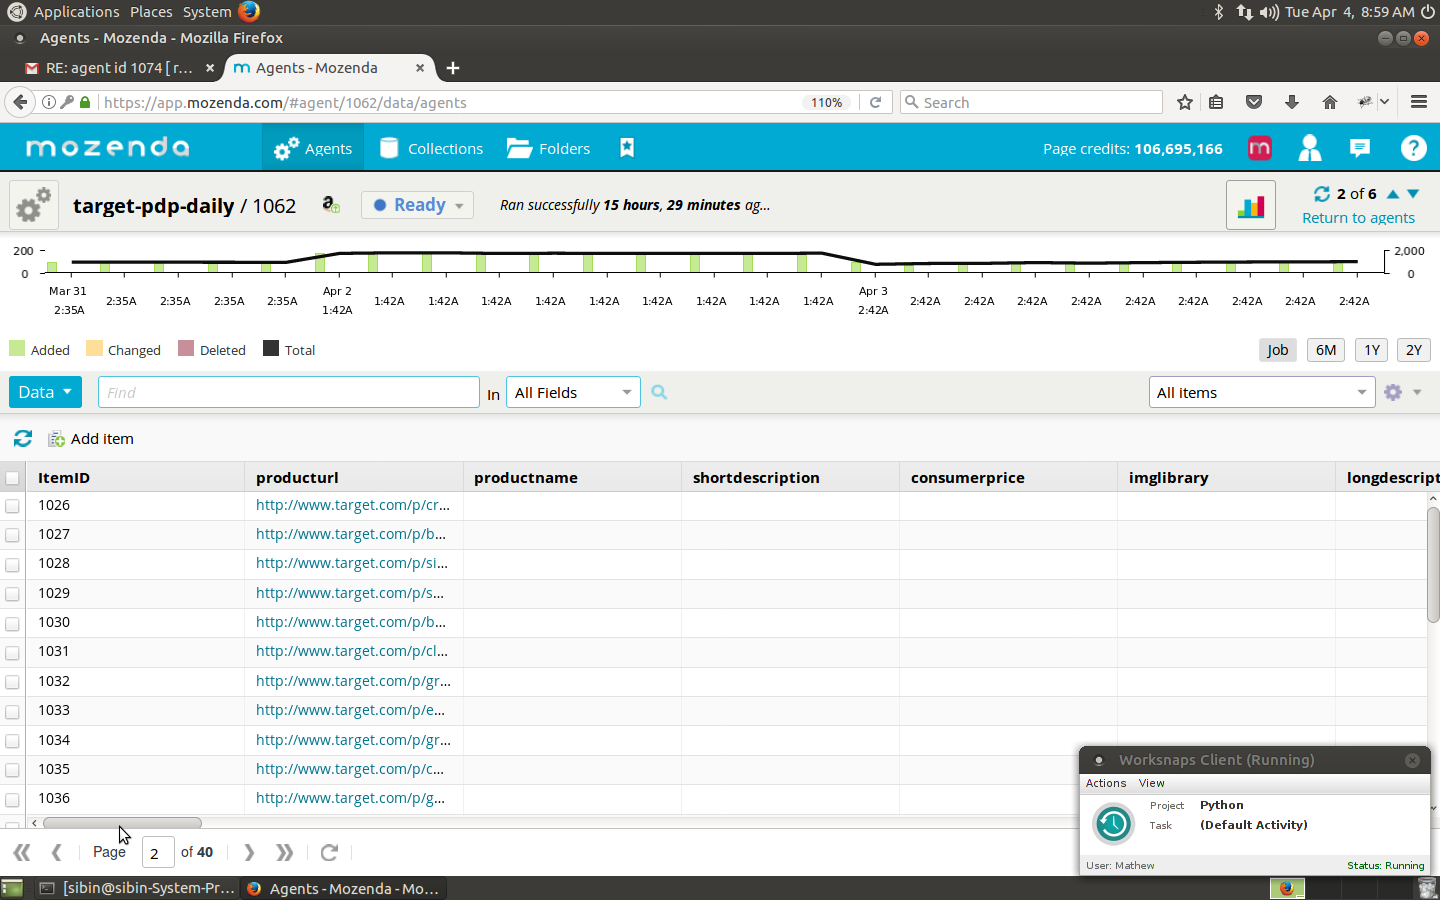 Applications Places System
Tue Apr 4, 8:59 AM
Agents - Mozenda - Mozilla Firefox
RE: agent id 1074 [ r...
Agents - Mozenda
https://app.mozenda.com/#agent/1062/data/agents
110%
Search
mozenda
Agents
Collections
Folders
Page credits: 106,695,166
m
target-pdp-daily / 1062
Ready
Ran successfully 15 hours, 29 minutes ag...
2 of 6
Return to agents
200
0
2,000
0
Mar 31 2:35A 2:35A 2:35A 2:35A Apr 2 1:42A 1:42A 1:42A 1:42A 1:42A 1:42A 1:42A 1:42A 1:42A Apr 3 2:42A 2:42A 2:42A 2:42A 2:42A 2:42A 2:42A 2:42A 2:42A
2:35A 1:42A 2:42A
Added Changed Deleted Total
Job 6M 1Y 2Y
Data
Find
In
All Fields
All items
Add item
ItemID producturl productname shortdescription consumerprice imglibrary longdescript
1026 http://www.target.com/p/cr...
1027 http://www.target.com/p/b...
1028 http://www.target.com/p/si...
1029 http://www.target.com/p/s...
1030 http://www.target.com/p/b...
1031 http://www.target.com/p/cl...
1032 http://www.target.com/p/gr...
1033 http://www.target.com/p/e...
1034 http://www.target.com/p/gr...
1035 http://www.target.com/p/c...
1036 http://www.target.com/p/g...
Worksnaps Client (Running)
Actions View
Project Python
Task (Default Activity)
User: Mathew
Status: Running
Page 2 of 40
[sibin@sibin-System-Pr...
Agents - Mozenda - Mo...